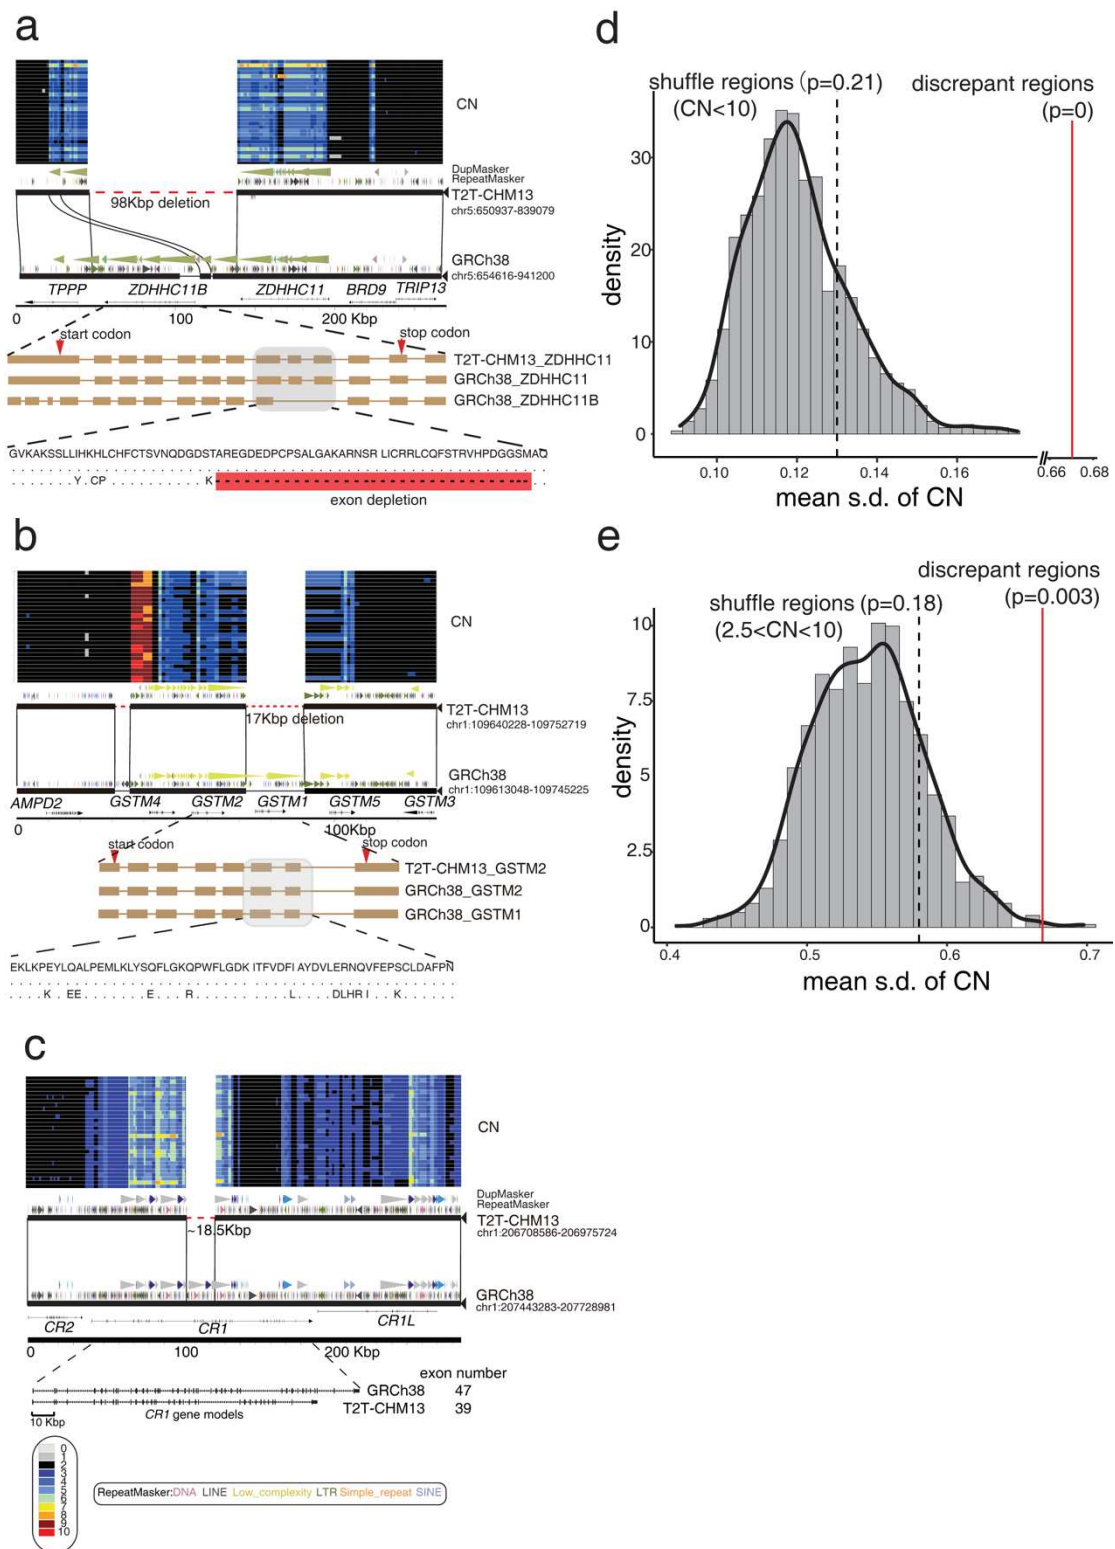 a
CN
DupMasker
RepeatMasker
T2T-CHM13
98Kbp deletion
chr5:650937-839079
GRCh38
chr5:654616-941200
TPPP
ZDHHC11B
ZDHHC11
BRD9
TRIP13
0
100
200 Kbp
start codon
stop codon
T2T-CHM13_ZDHHC11
GRCh38_ZDHHC11
GRCh38_ZDHHC11B
GVKAKSSLLIHKHLCHFCTSVNQDGDSTAREGDEDPCPSALGAKARNSR LICRRLCQFSTRVHPDGGSMAQ
Y . CP
K
exon depletion
b
CN
T2T-CHM13
17Kbp deletion
chr1:109640228-109752719
GRCh38
chr1:109613048-109745225
AMPD2
GSTM4
GSTM2
GSTM1
GSTM5
GSTM3
0
100Kbp
start codon
stop codon
T2T-CHM13_GSTM2
GRCh38_GSTM2
GRCh38_GSTM1
EKLKPEYLQALPEMLKLYSQFLGKQPWFLGDK ITFVDFI AYDVLERNQVFEPSCLDAFPN
. . . . K . . EE . . . . . . . . E . . . . R . . . . . . . . . . . . . L . . . . DLHR I . . . K . . . . . . . .
c
CN
DupMasker
RepeatMasker
T2T-CHM13
~18.5Kbp
chr1:206708586-206975724
GRCh38
chr1:207443283-207728981
CR2
CR1
CR1L
0
100
200 Kbp
exon number
GRCh38 47
T2T-CHM13 39
CR1 gene models
10 Kbp
0
1
2
3
4
5
6
7
8
9
10
RepeatMasker:DNA LINE Low_complexity LTR Simple_repeat SINE
d
shuffle regions (p=0.21)
(CN<10)
discrepant regions
(p=0)
density
30
20
10
0
0.10
0.12
0.14
0.16
0.66
0.68
mean s.d. of CN
e
discrepant regions
(p=0.003)
shuffle regions (p=0.18)
(2.5<CN<10)
density
10
7.5
5
2.5
0
0.4
0.5
0.6
0.7
mean s.d. of CN